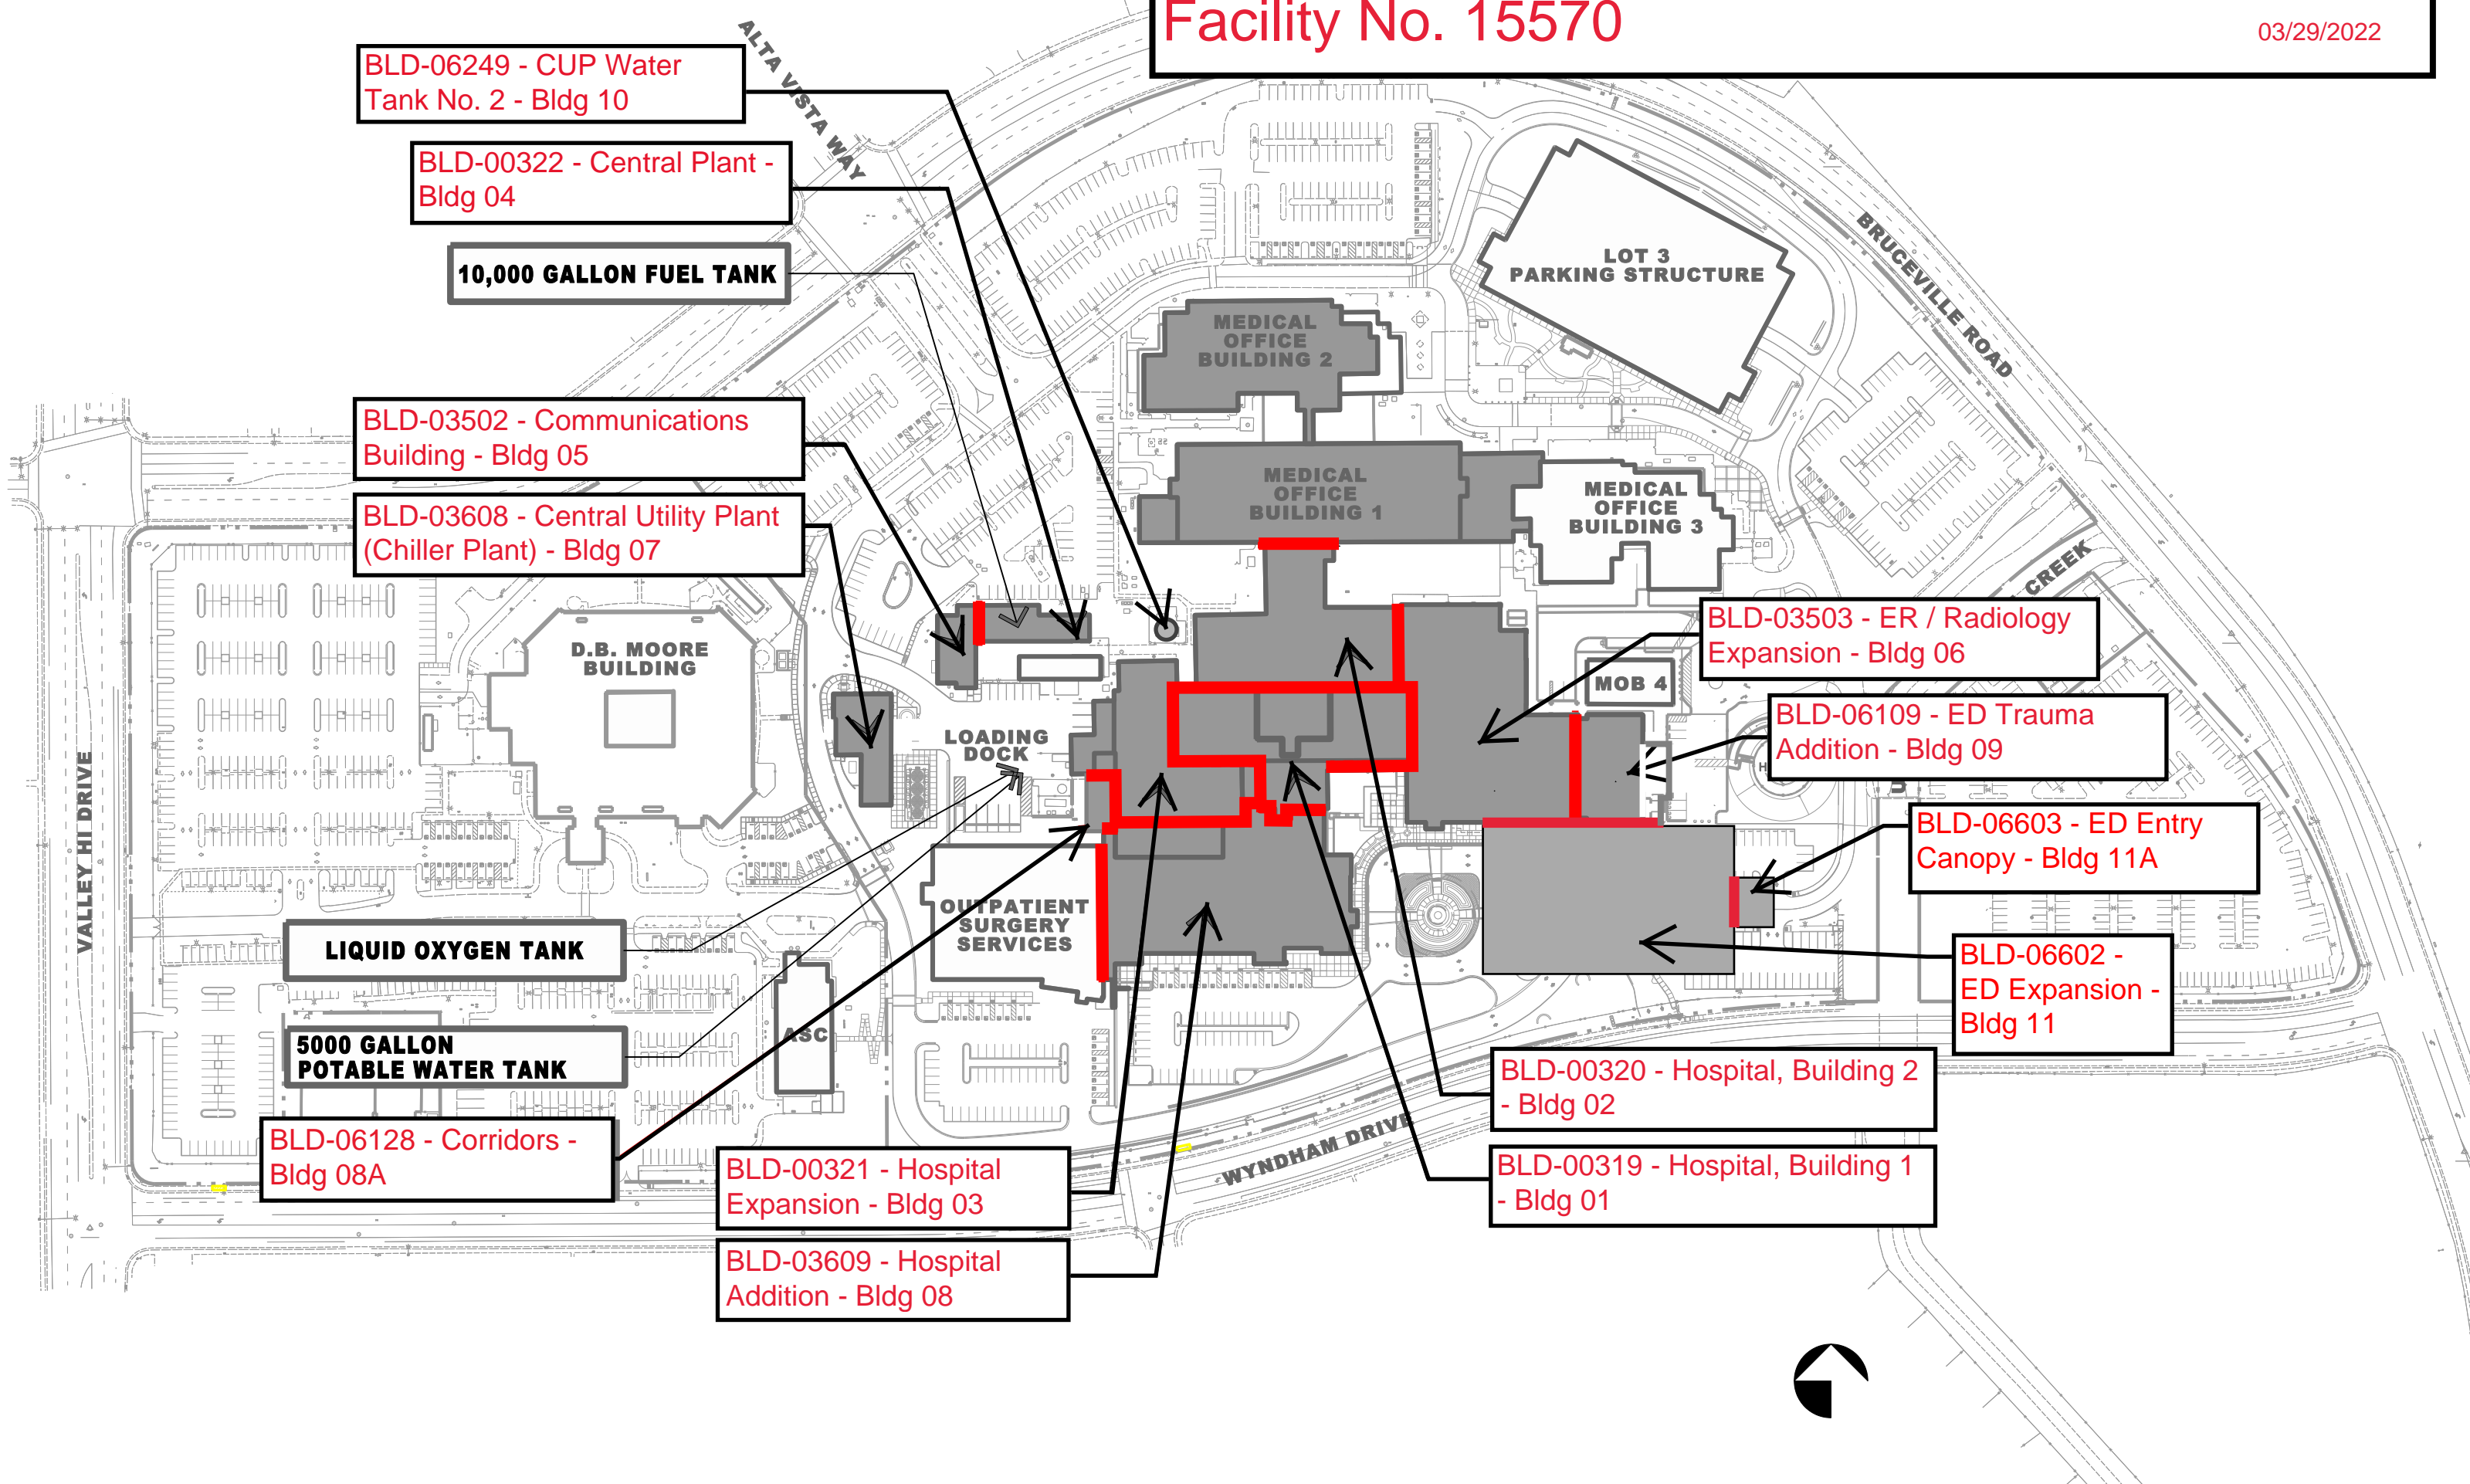 Facility No. 15570
03/29/2022
BLD-06249 - CUP Water
Tank No. 2 - Bldg 10
ALTA VISTA WAY
BLD-00322 - Central Plant -
Bldg 04
10,000 GALLON FUEL TANK
LOT 3
PARKING STRUCTURE
BRUCEVILLE ROAD
MEDICAL
OFFICE
BUILDING 2
BLD-03502 - Communications
Building - Bldg 05
MEDICAL
OFFICE
BUILDING 1
MEDICAL
OFFICE
BUILDING 3
BLD-03608 - Central Utility Plant
(Chiller Plant) - Bldg 07
CREEK
BLD-03503 - ER / Radiology
Expansion - Bldg 06
D.B. MOORE
BUILDING
MOB 4
BLD-06109 - ED Trauma
Addition - Bldg 09
LOADING
DOCK
H
VALLEY HI DRIVE
BLD-06603 - ED Entry
Canopy - Bldg 11A
OUTPATIENT
SURGERY
SERVICES
LIQUID OXYGEN TANK
BLD-06602 -
ED Expansion -
Bldg 11
ASC
5000 GALLON
POTABLE WATER TANK
BLD-00320 - Hospital, Building 2
- Bldg 02
WYNDHAM DRIVE
BLD-06128 - Corridors -
Bldg 08A
BLD-00321 - Hospital
Expansion - Bldg 03
BLD-00319 - Hospital, Building 1
- Bldg 01
BLD-03609 - Hospital
Addition - Bldg 08